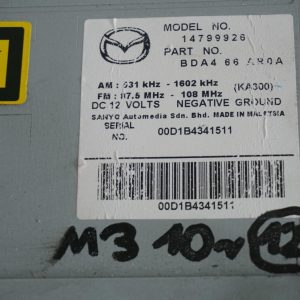 MODEL NO.
14799926
PART NO.
BDA4 66 AR0A
AM : 531 kHz - 1602 kHz (KA300)
FM : 87.5 MHz - 108 MHz
DC 12 VOLTS NEGATIVE GROUND
SANYO Automedia Sdn. Bhd. MADE IN MALAYSIA
SERIAL
NO. 00D1B4341511
00D1B4341511
M3 10 12